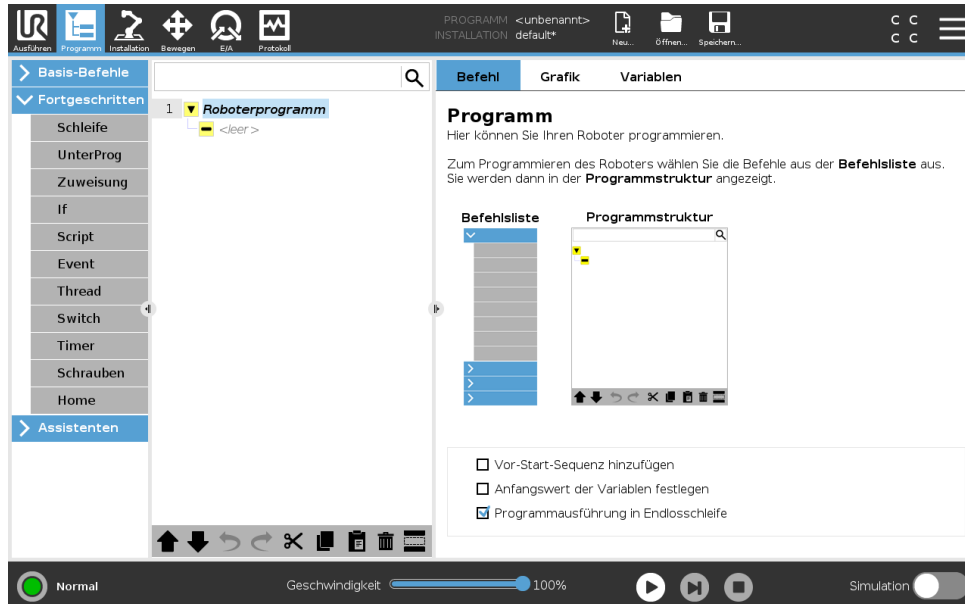 PROGRAMM <unbenannt>
INSTALLATION default*
C C
C C
Ausführen Programm Installation Bewegen E/A Protokoll Neu... Öffnen... Speichern...
Basis-Befehle
Fortgeschritten
Schleife
UnterProg
Zuweisung
If
Script
Event
Thread
Switch
Timer
Schrauben
Home
Assistenten
1 Roboterprogramm
<leer>
Befehl Grafik Variablen
Programm
Hier können Sie Ihren Roboter programmieren.
Zum Programmieren des Roboters wählen Sie die Befehle aus der Befehlsliste aus.
Sie werden dann in der Programmstruktur angezeigt.
Befehlsliste Programmstruktur
Vor-Start-Sequenz hinzufügen
Anfangswert der Variablen festlegen
Programmausführung in Endlosschleife
Normal Geschwindigkeit 100% Simulation